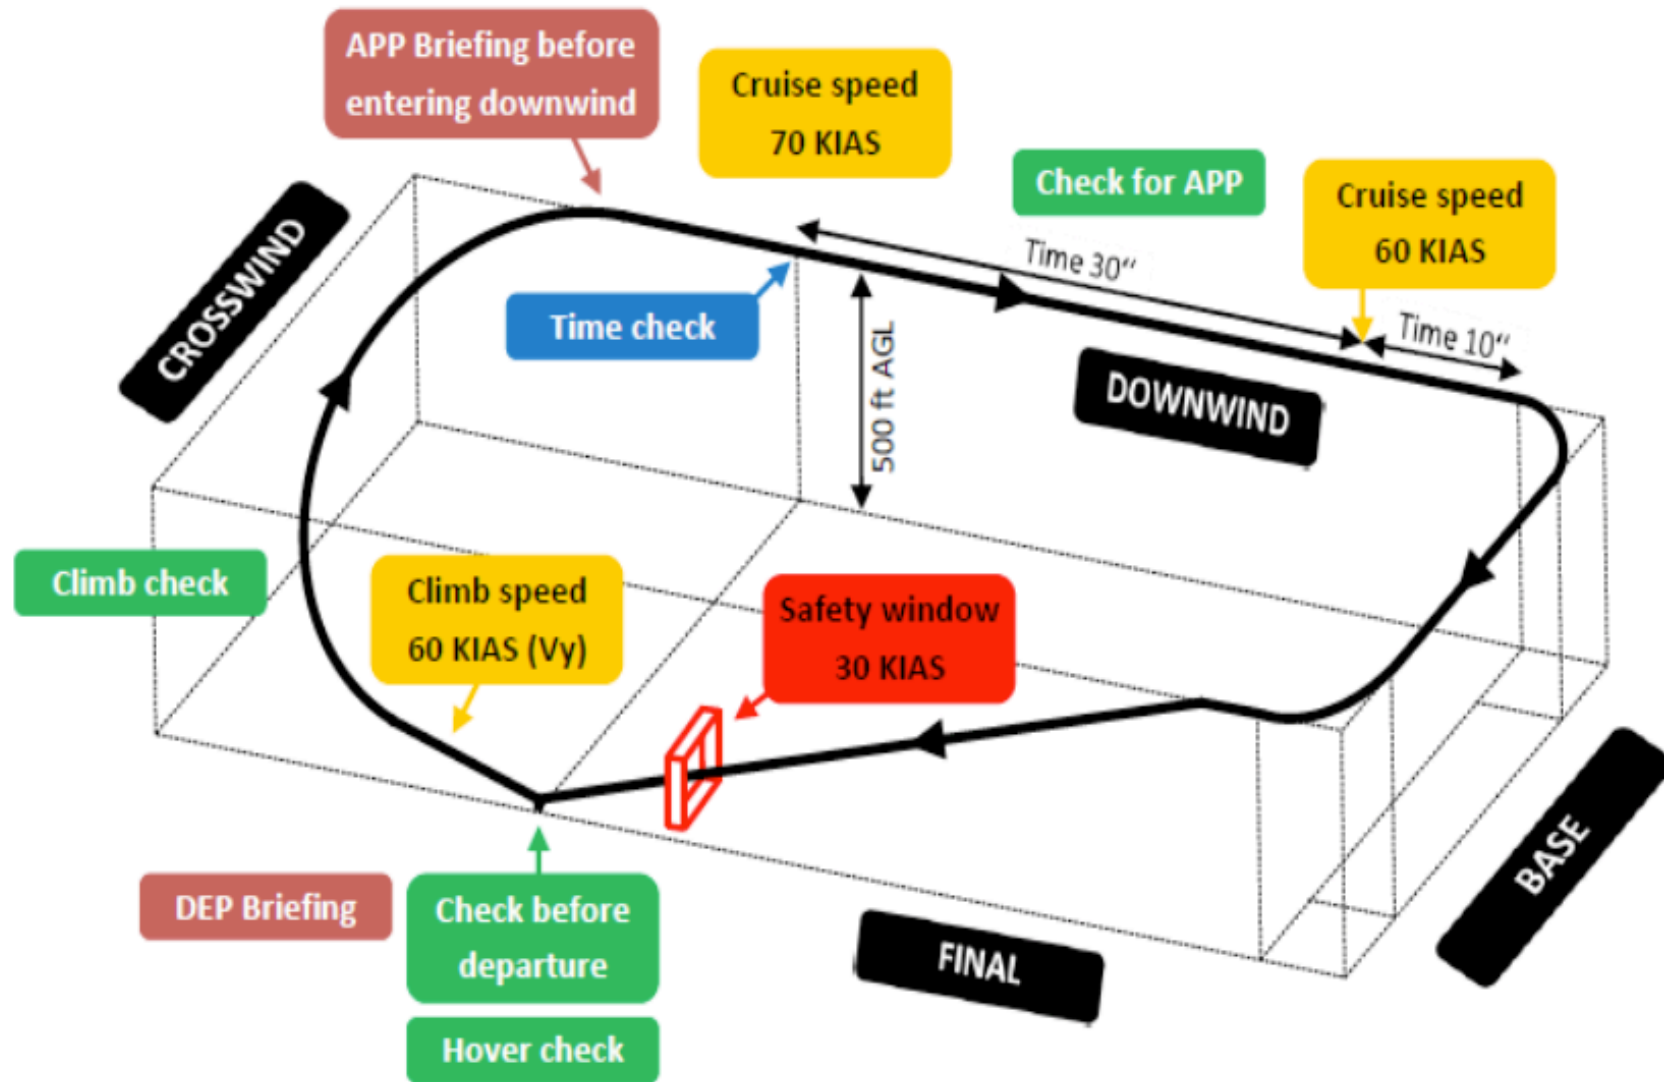 APP Briefing before
entering downwind
Cruise speed
70 KIAS
Check for APP
Cruise speed
60 KIAS
CROSSWIND
Time 30“
Time 10“
Time check
500 ft AGL
DOWNWIND
Climb check
Climb speed
60 KIAS (Vy)
Safety window
30 KIAS
BASE
DEP Briefing
Check before
departure
FINAL
Hover check